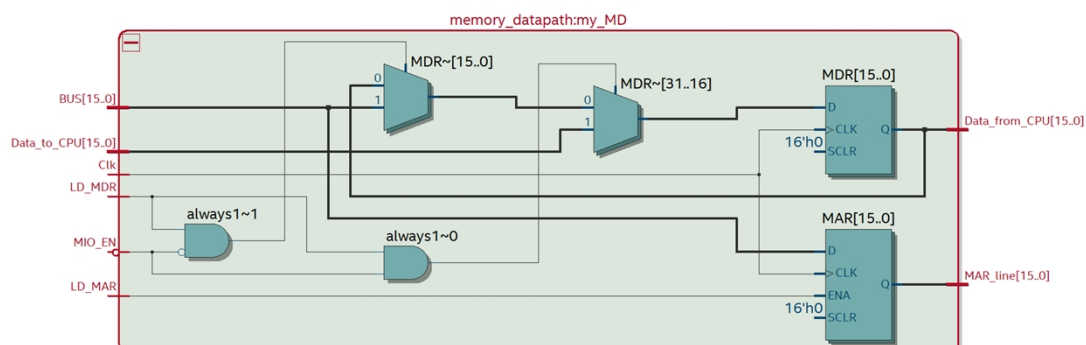 memory_datapath:my_MD
MDR~[15..0]
MDR~[31..16]
MDR[15..0]
0
1
0
1
BUS[15..0]
D
Data_from_CPU[15..0]
CLK
Q
Data_to_CPU[15..0]
16'h0
SCLR
Clk
LD_MDR
always1~1
MAR[15..0]
always1~0
MIO_EN
D
CLK
MAR_line[15..0]
LD_MAR
ENA
Q
16'h0
SCLR